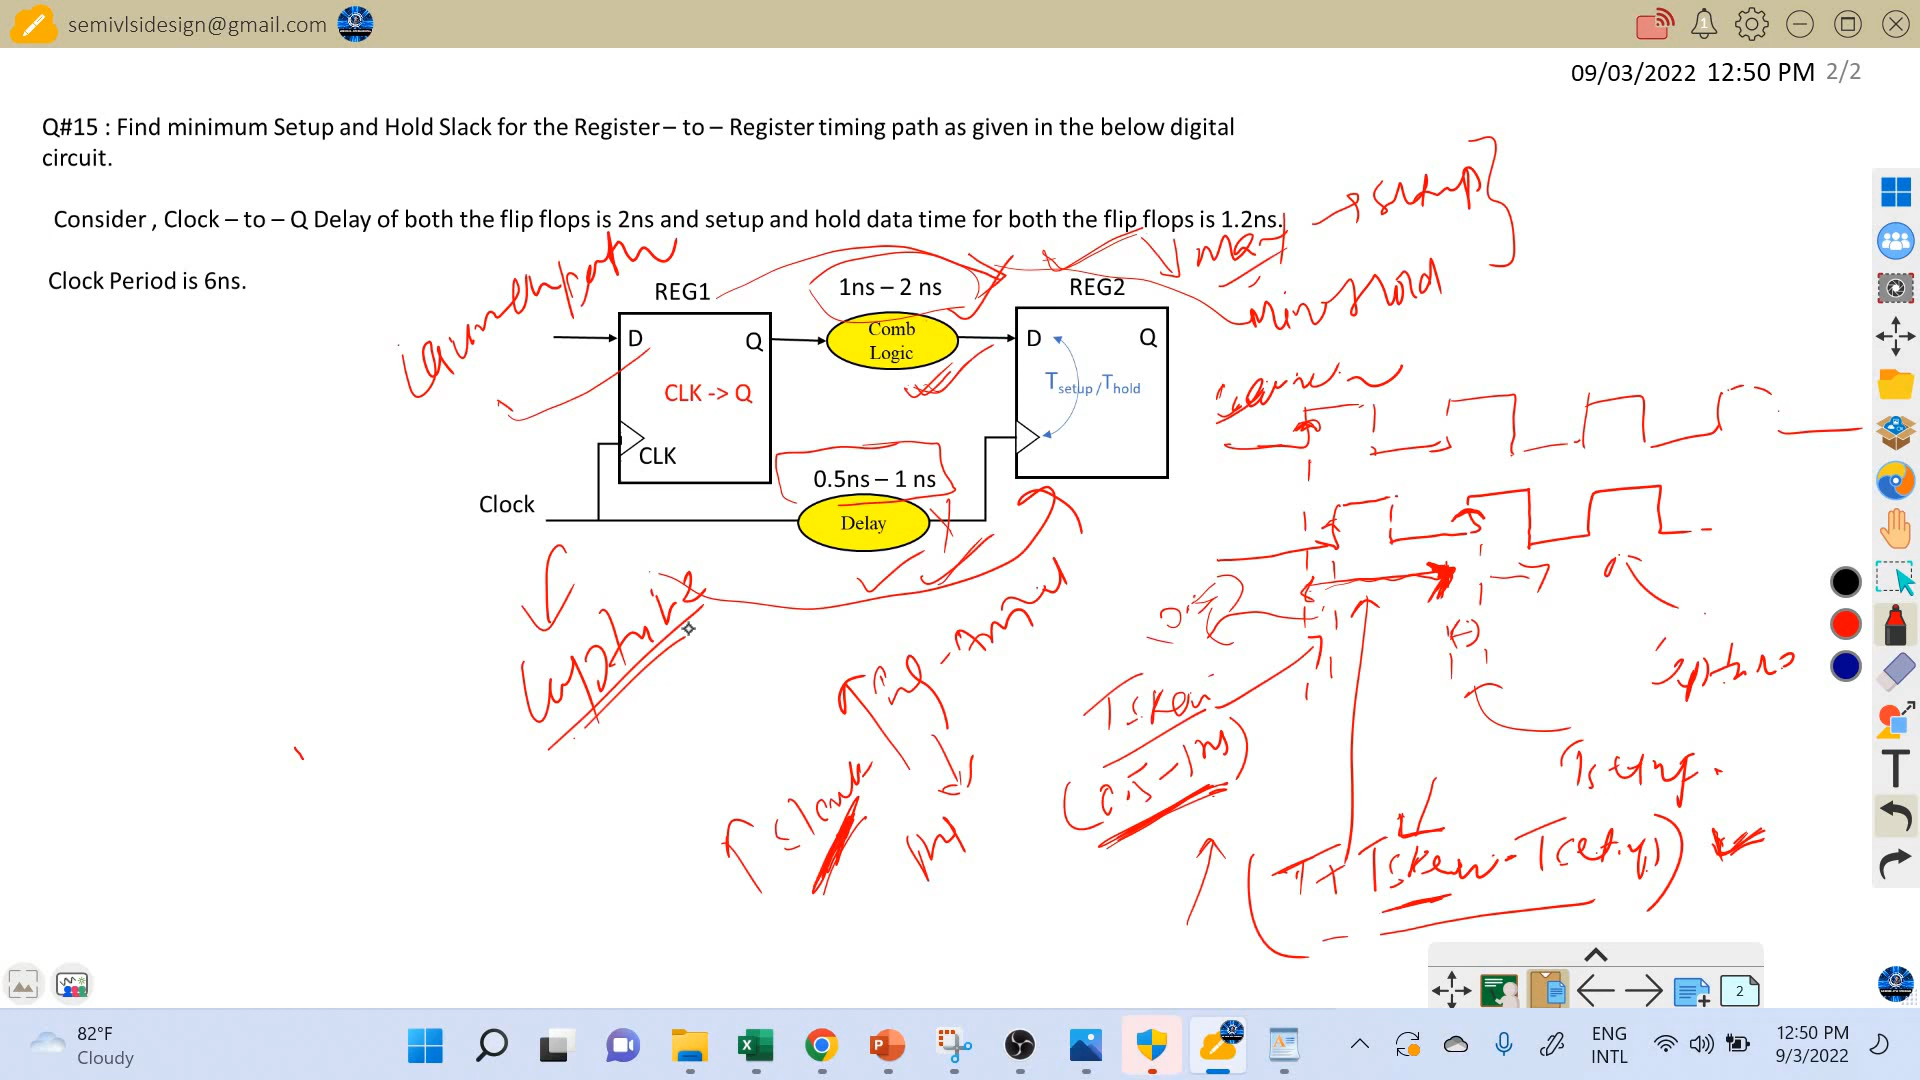 semivlsidesign@gmail.com
1
09/03/2022 12:50 PM 2/2
Q#15 : Find minimum Setup and Hold Slack for the Register – to – Register timing path as given in the below digital
circuit.
Consider , Clock – to – Q Delay of both the flip flops is 2ns and setup and hold data time for both the flip flops is 1.2ns.
Clock Period is 6ns.
→ setup
max
min hold
launch path
REG1
1ns – 2 ns
REG2
D
Q
Comb
Logic
D
Q
CLK -> Q
Tsetup /Thold
CLK
0.5ns – 1 ns
Clock
Delay
launch
capture
Tskew
(0.5-1ns)
Tsetup
slack
(T+Tskew-Tsetup)
T
2
82°F
Cloudy
ENG
INTL
12:50 PM
9/3/2022